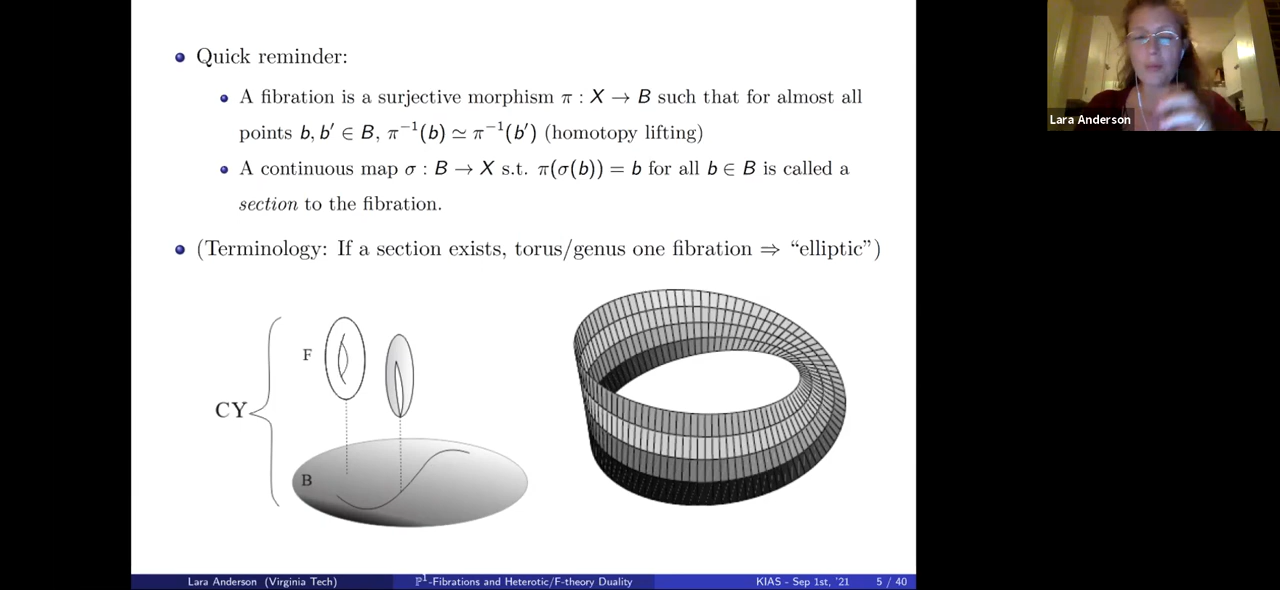 Quick reminder:
A fibration is a surjective morphism π : X → B such that for almost all
points b, b′ ∈ B, π⁻¹(b) ≃ π⁻¹(b′) (homotopy lifting)
A continuous map σ : B → X s.t. π(σ(b)) = b for all b ∈ B is called a
section to the fibration.
(Terminology: If a section exists, torus/genus one fibration ⇒ “elliptic”)
F
CY
B
Lara Anderson (Virginia Tech)
ℙ¹-Fibrations and Heterotic/F-theory Duality
KIAS - Sep 1st, '21
5 / 40
Lara Anderson